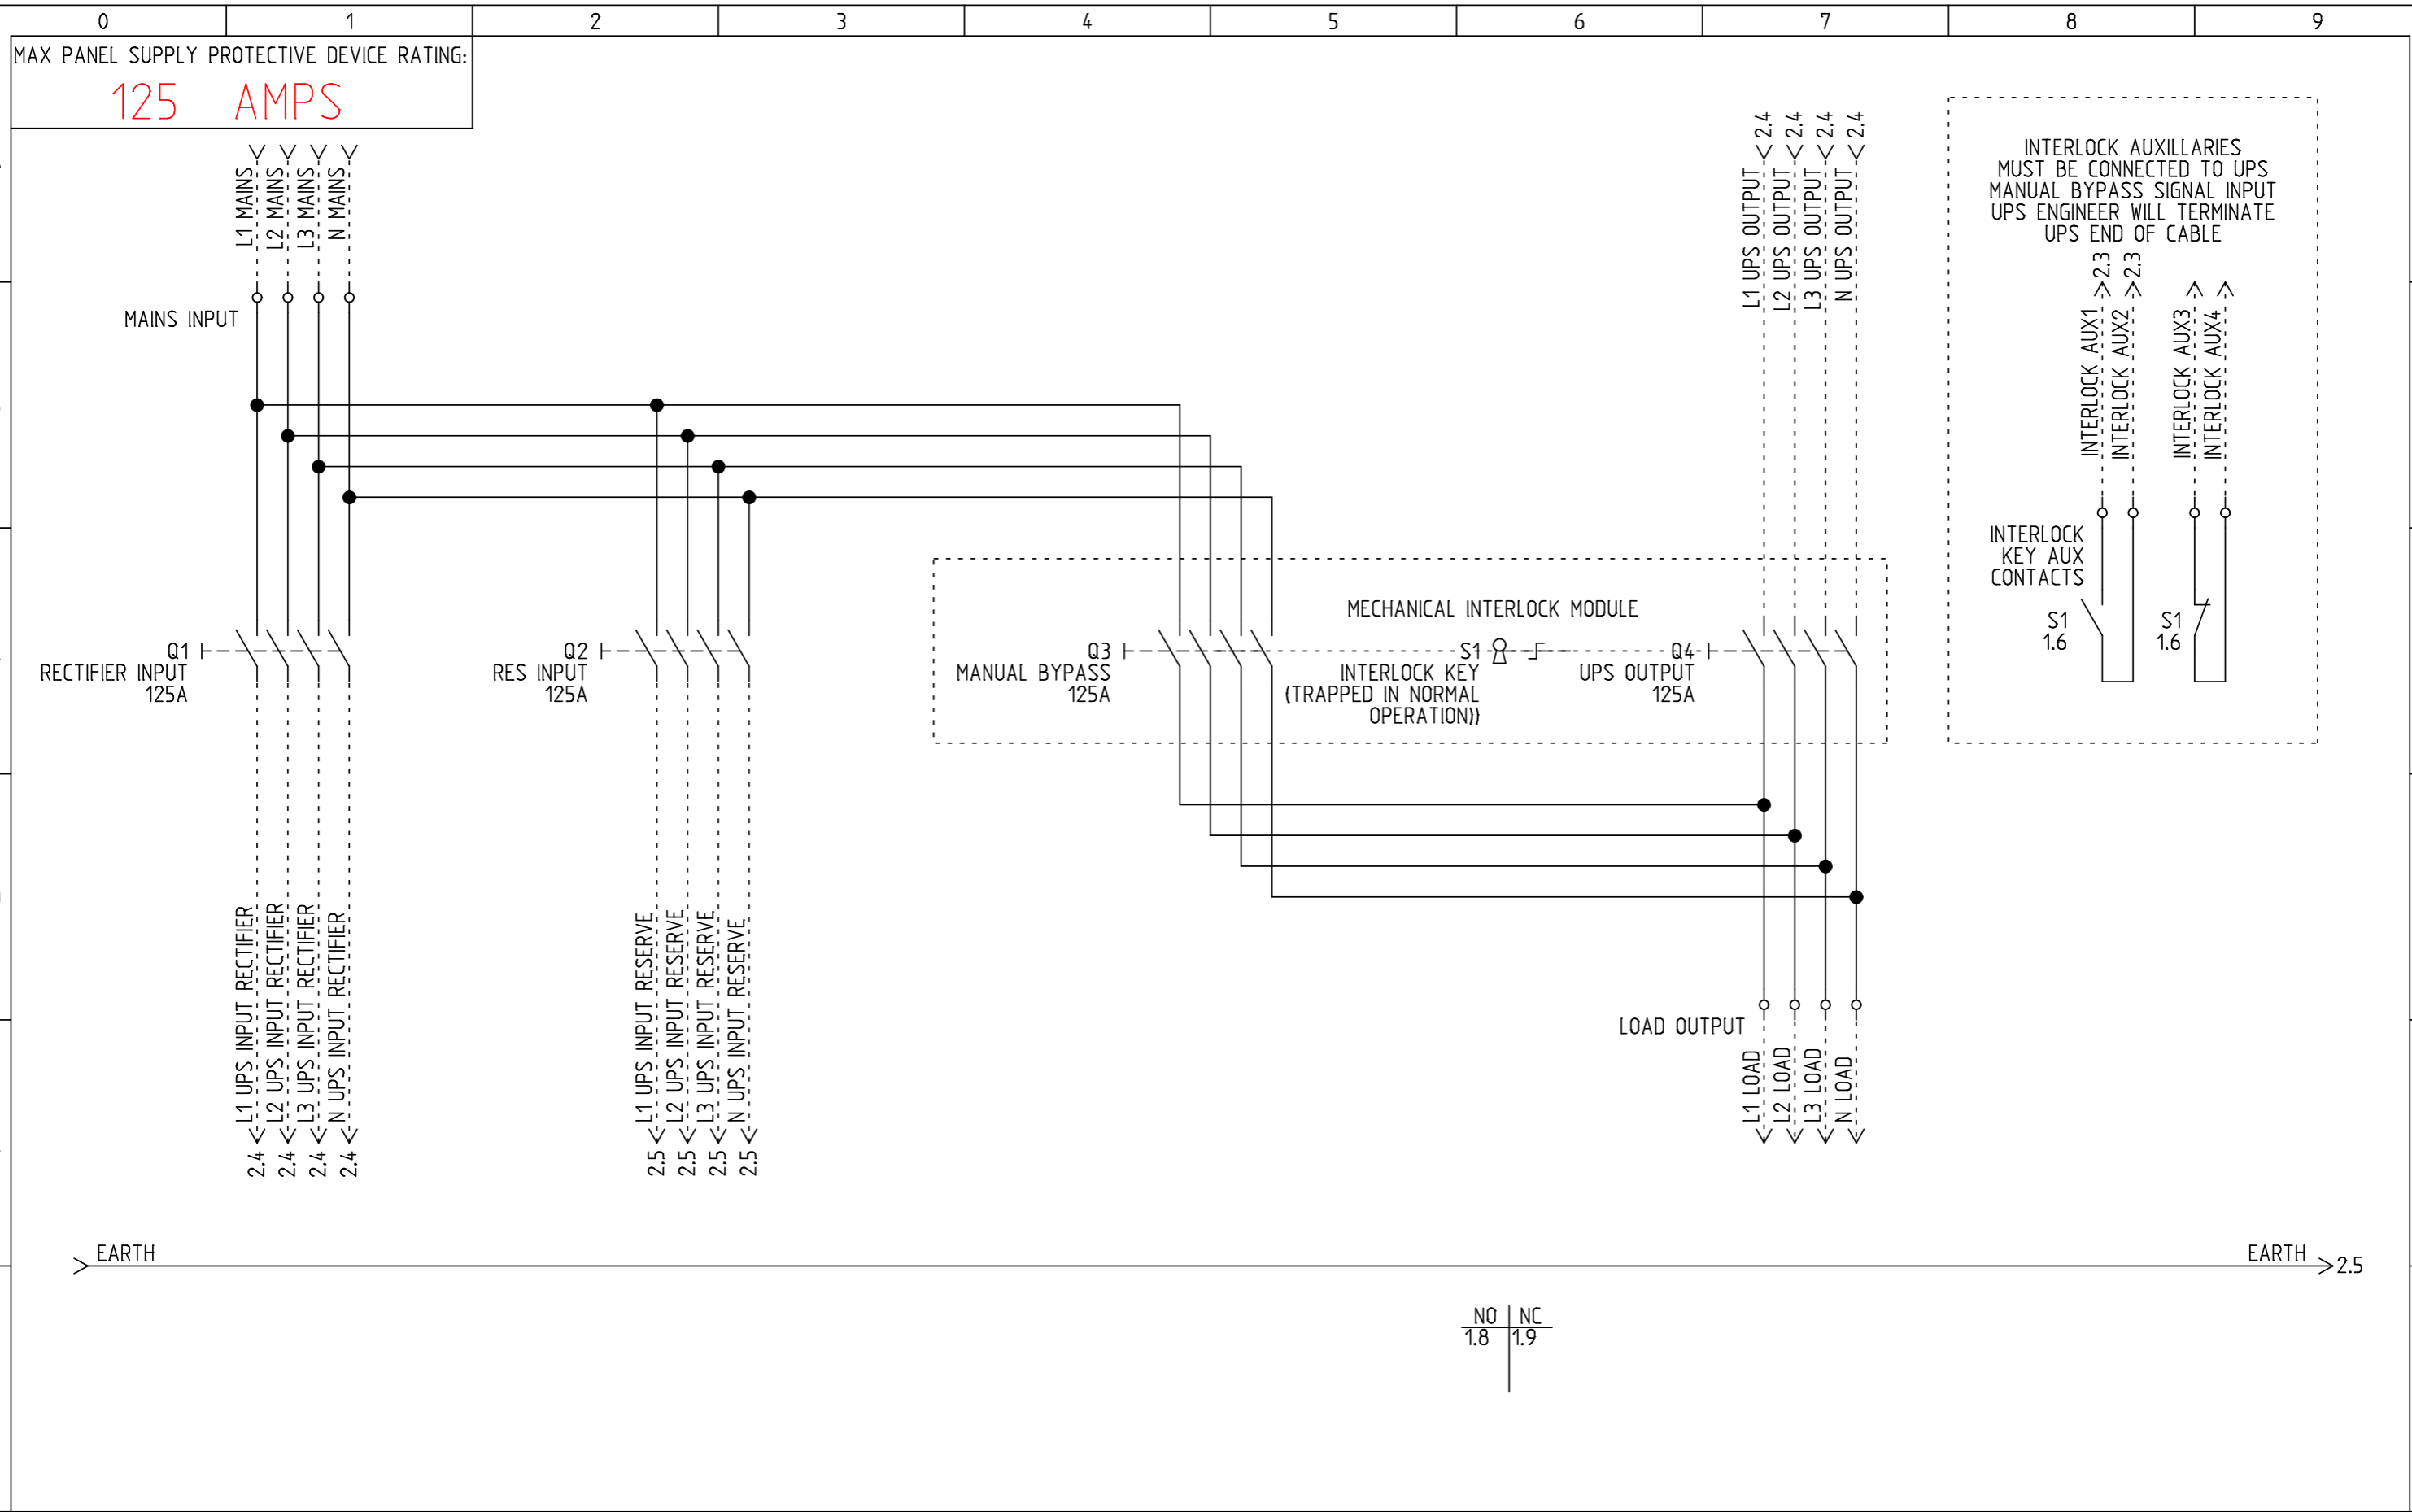 0 1 2 3 4 5 6 7 8 9
MAX PANEL SUPPLY PROTECTIVE DEVICE RATING:
125 AMPS
L1 MAINS
L2 MAINS
L3 MAINS
N MAINS
MAINS INPUT
L1 UPS OUTPUT 2.4
L2 UPS OUTPUT 2.4
L3 UPS OUTPUT 2.4
N UPS OUTPUT 2.4
INTERLOCK AUXILLARIES
MUST BE CONNECTED TO UPS
MANUAL BYPASS SIGNAL INPUT
UPS ENGINEER WILL TERMINATE
UPS END OF CABLE
INTERLOCK AUX1 2.3
INTERLOCK AUX2 2.3
INTERLOCK AUX3
INTERLOCK AUX4
INTERLOCK
KEY AUX
CONTACTS
S1
1.6
S1
1.6
Q1
RECTIFIER INPUT
125A
Q2
RES INPUT
125A
MECHANICAL INTERLOCK MODULE
Q3
MANUAL BYPASS
125A
S1
INTERLOCK KEY
(TRAPPED IN NORMAL
OPERATION))
Q4
UPS OUTPUT
125A
2.4 L1 UPS INPUT RECTIFIER
2.4 L2 UPS INPUT RECTIFIER
2.4 L3 UPS INPUT RECTIFIER
2.4 N UPS INPUT RECTIFIER
2.5 L1 UPS INPUT RESERVE
2.5 L2 UPS INPUT RESERVE
2.5 L3 UPS INPUT RESERVE
2.5 N UPS INPUT RESERVE
LOAD OUTPUT
L1 LOAD
L2 LOAD
L3 LOAD
N LOAD
EARTH
EARTH 2.5
NO NC
1.8 1.9